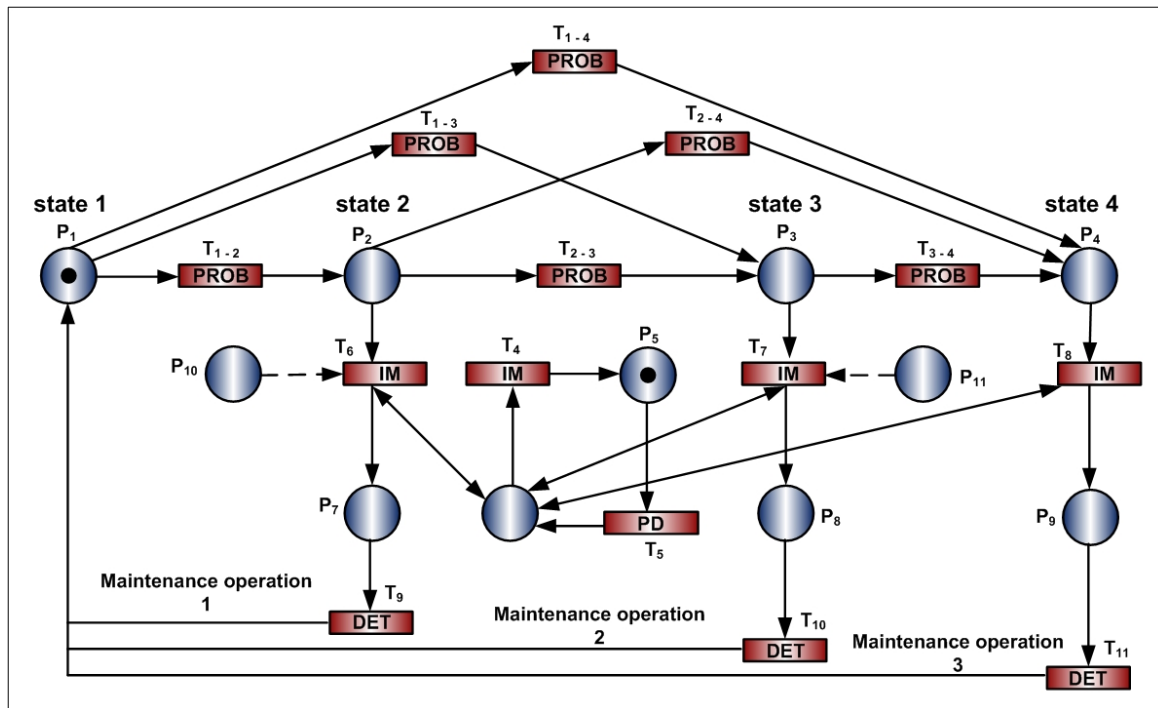 T1 - 4
PROB
T1 - 3
PROB
T2 - 4
PROB
state 1
state 2
state 3
state 4
P1
P2
P3
P4
T1 - 2
PROB
T2 - 3
PROB
T3 - 4
PROB
P10
T6
IM
T4
IM
P5
T7
IM
P11
T8
IM
P7
PD
T5
P8
P9
Maintenance operation
1
T9
DET
Maintenance operation
2
T10
DET
Maintenance operation
3
T11
DET